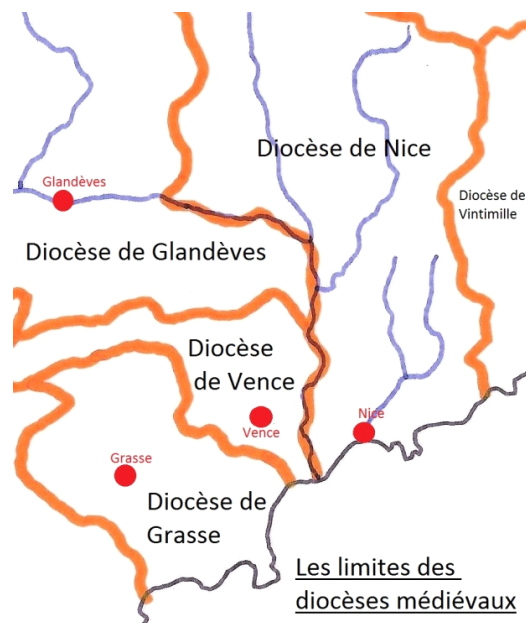 Diocèse de Nice
Glandèves
Diocèse de
Vintimille
Diocèse de Glandèves
Diocèse
de Vence
Vence
Nice
Grasse
Diocèse de
Grasse
Les limites des
diocèses médiévaux